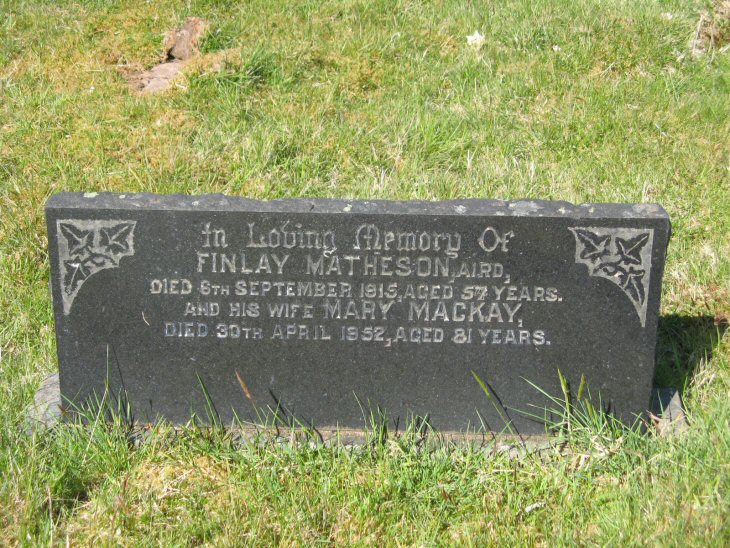 In Loving Memory Of
FINLAY MATHESON, AIRD,
DIED 8TH SEPTEMBER 1915, AGED 57 YEARS.
AND HIS WIFE MARY MACKAY,
DIED 30TH APRIL 1952, AGED 81 YEARS.